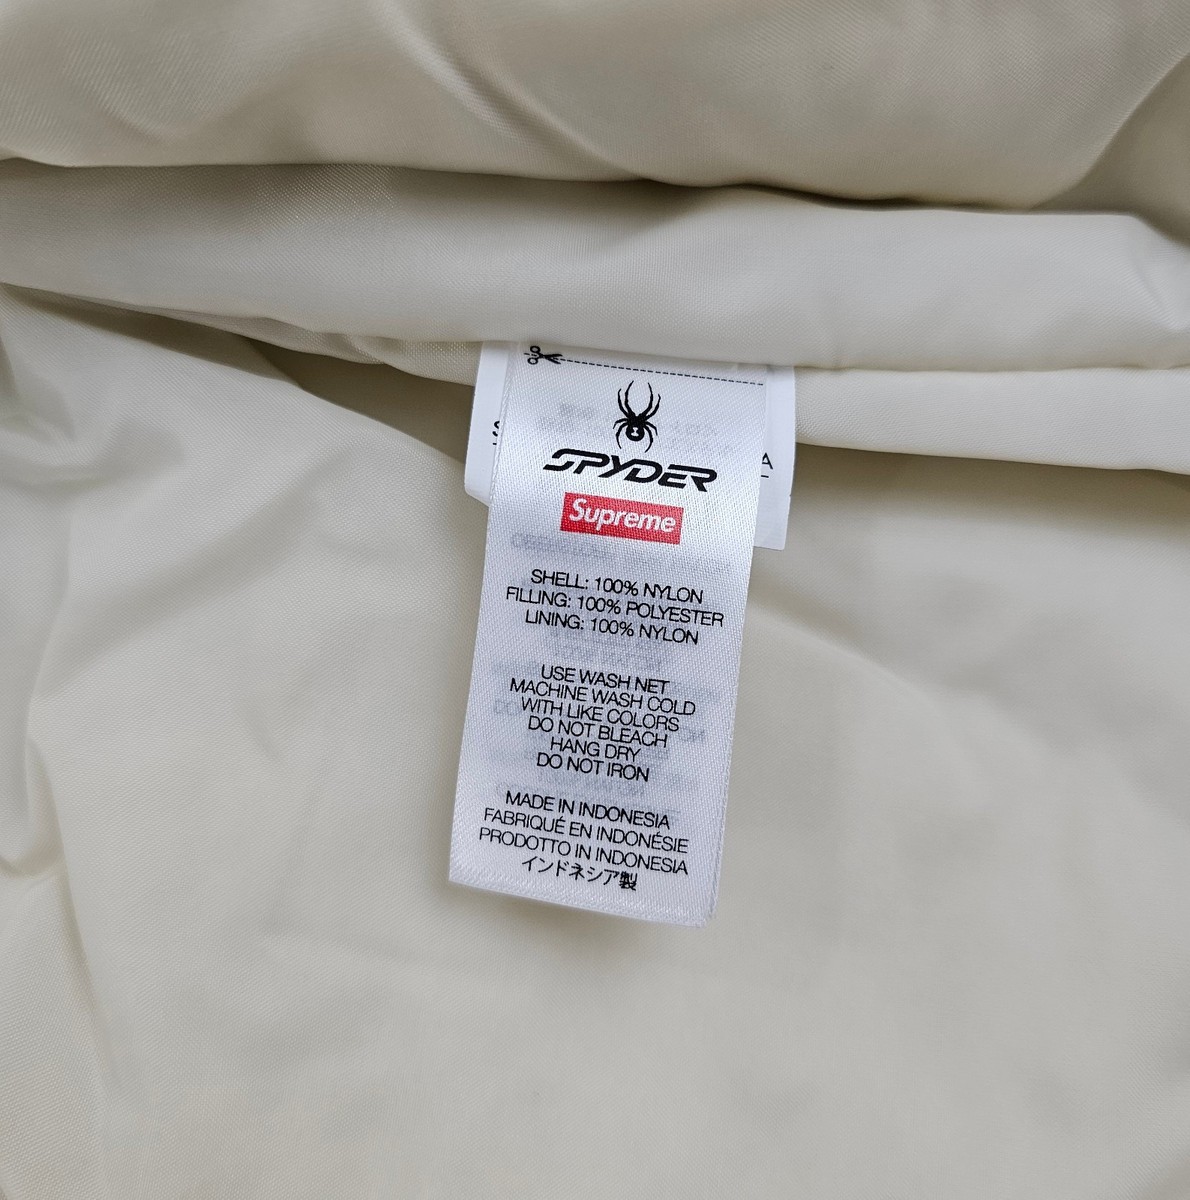 SPYDER
Supreme
SHELL: 100% NYLON
FILLING: 100% POLYESTER
LINING: 100% NYLON
USE WASH NET
MACHINE WASH COLD
WITH LIKE COLORS
DO NOT BLEACH
HANG DRY
DO NOT IRON
MADE IN INDONESIA
FABRIQUÉ EN INDONÉSIE
PRODOTTO IN INDONESIA
インドネシア製